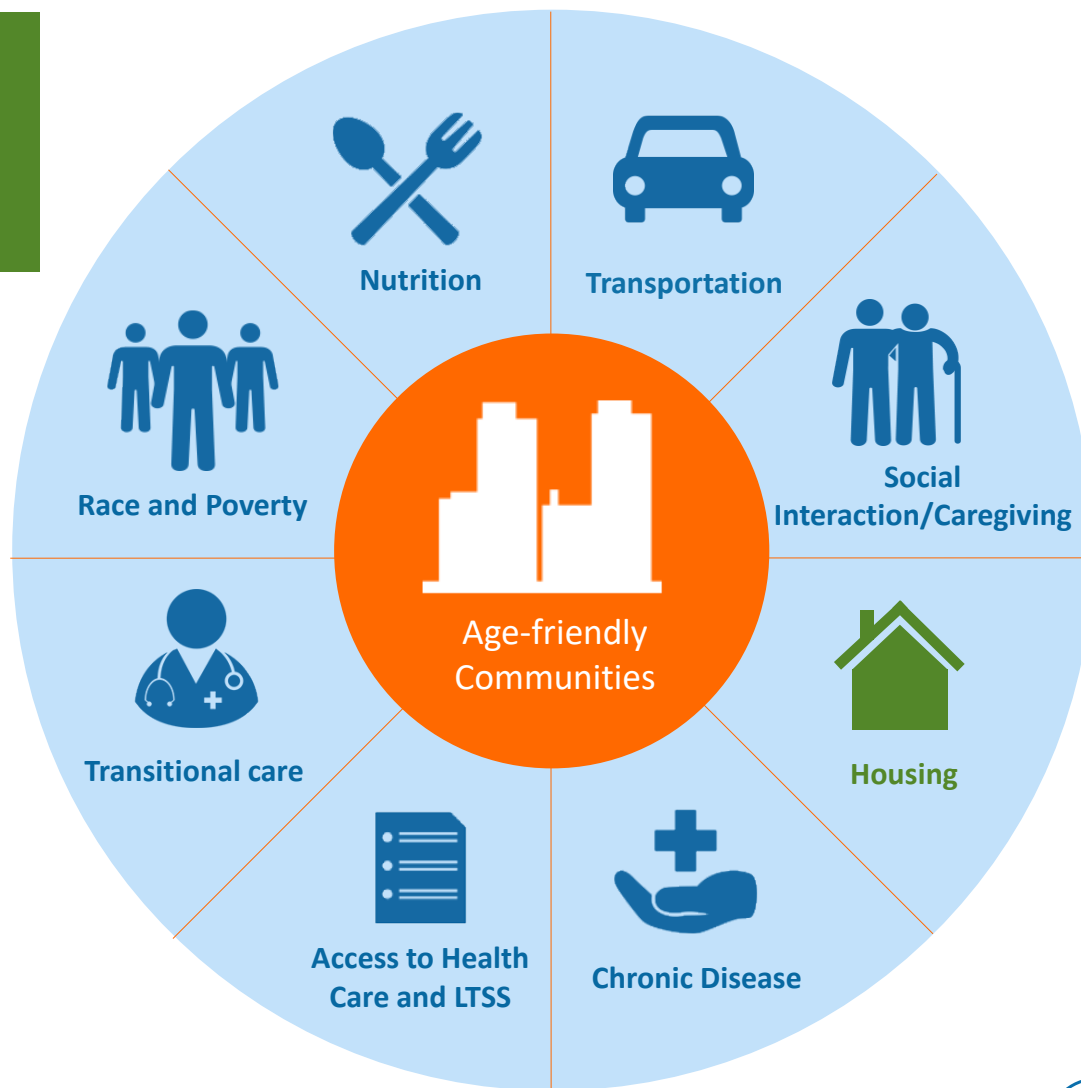 Nutrition
Transportation
Race and Poverty
Social
Interaction/Caregiving
Age-friendly
Communities
Transitional care
Housing
Access to Health
Care and LTSS
Chronic Disease